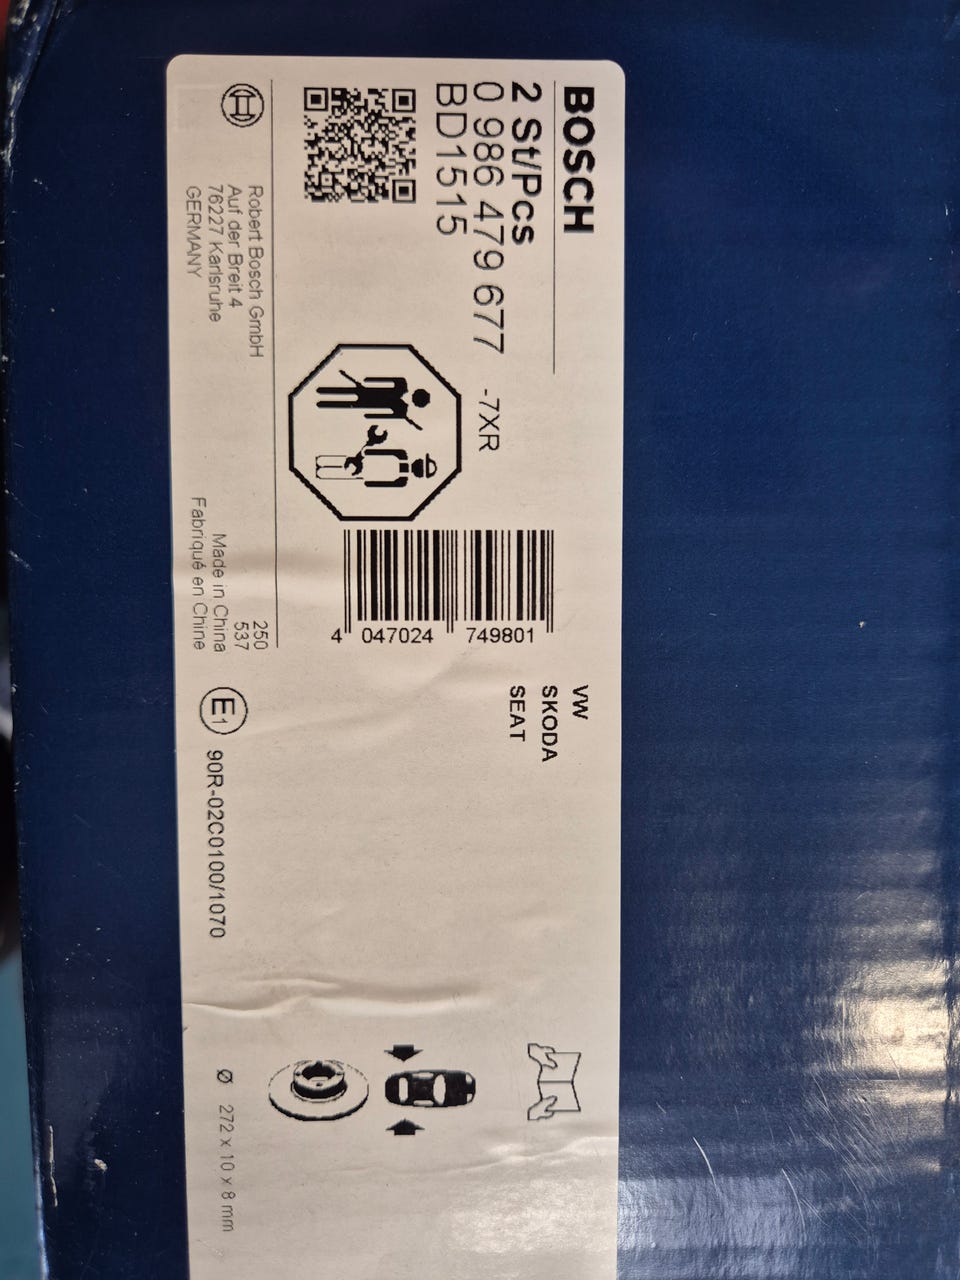 BOSCH
2 St/Pcs
0 986 479 677 -7XR
BD1515
4 047024 749801
VW
SKODA
SEAT
Robert Bosch GmbH
Auf der Breit 4
76227 Karlsruhe
GERMANY
250
537
Made in China
Fabriqué en Chine
E1 90R-02C0100/1070
Ø 272 x 10 x 8 mm